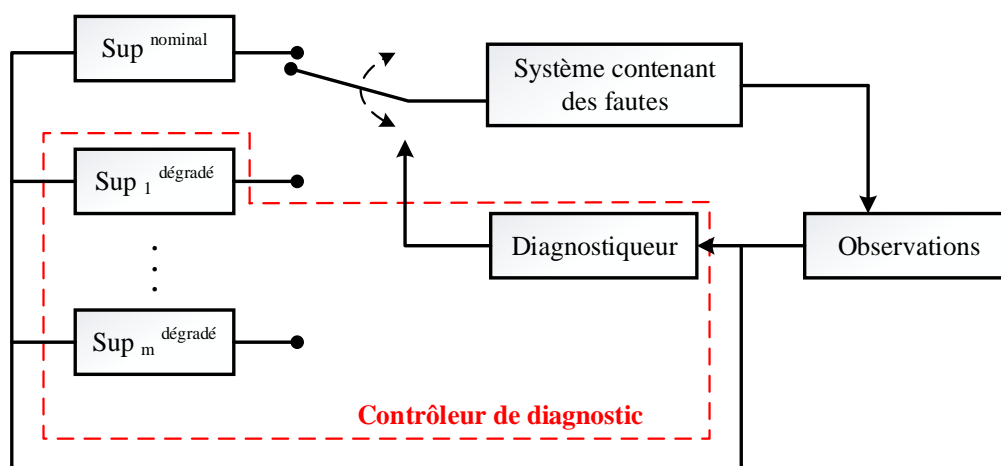 Sup nominal
Système contenant
des fautes
Sup 1 dégradé
Diagnostiqueur
Observations
Sup m dégradé
Contrôleur de diagnostic